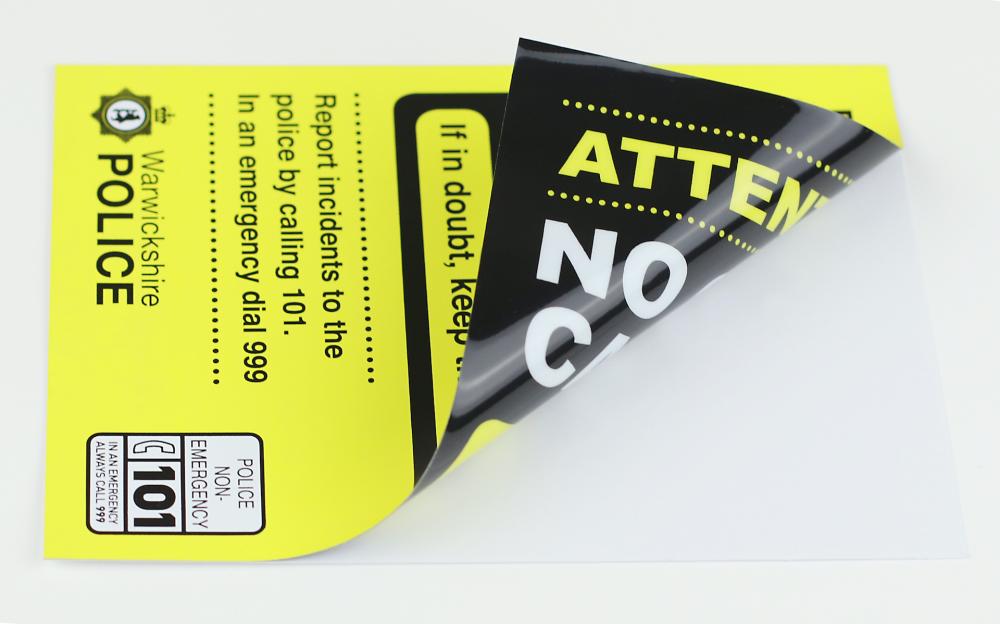 Warwickshire
POLICE
Report incidents to the
police by calling 101.
In an emergency dial 999
If in doubt, keep
POLICE
NON-
EMERGENCY
101
IN AN EMERGENCY
ALWAYS CALL 999
ATTENT
NO